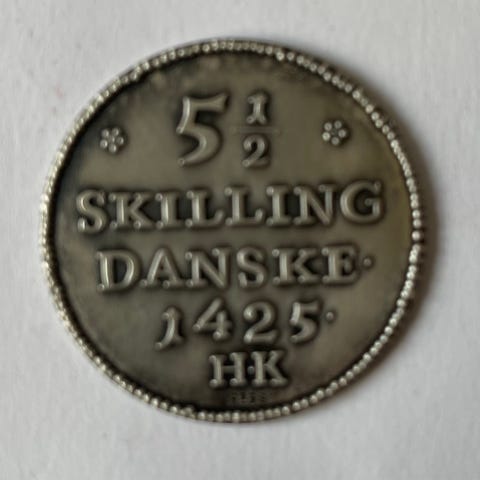 5 1/2
SKILLING
DANSKE·
1425·
H·K